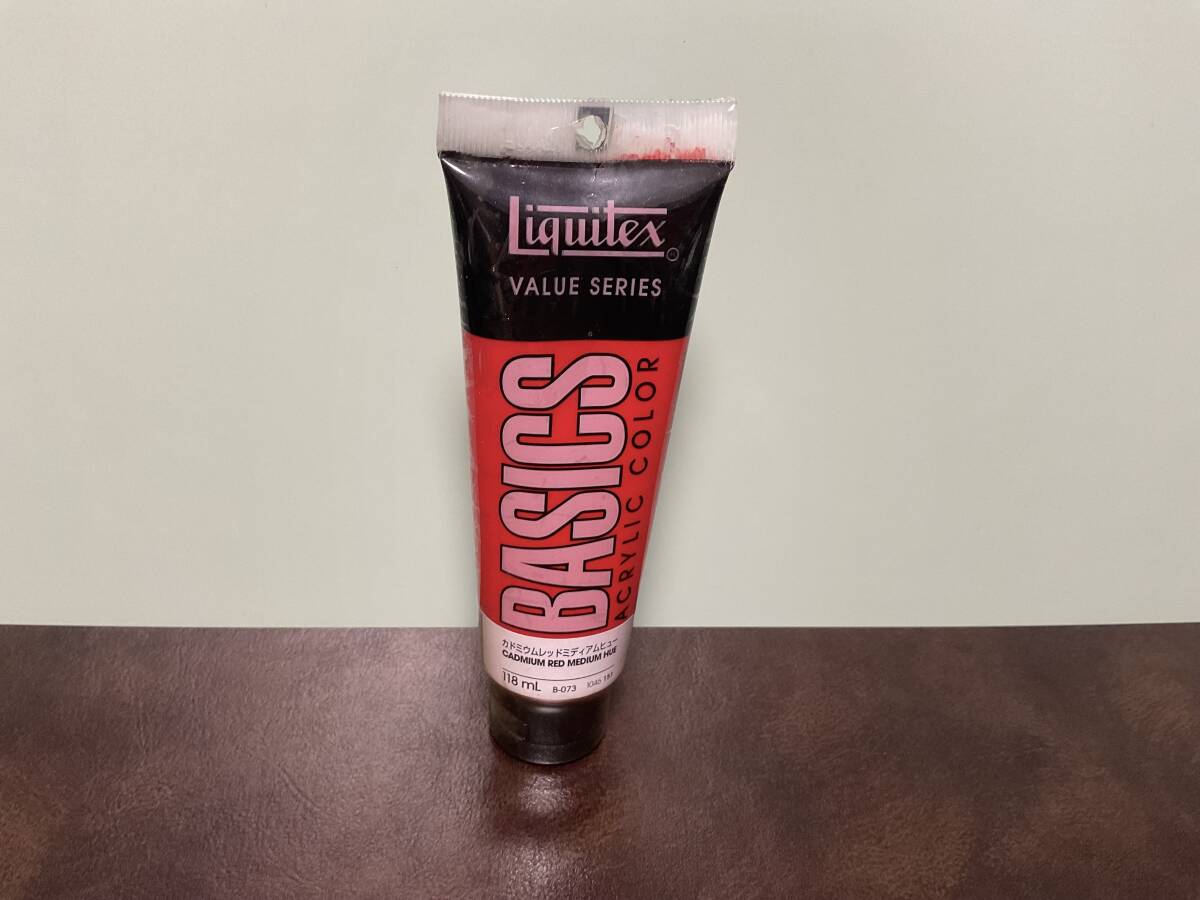 Liquitex®
VALUE SERIES
BASICS
ACRYLIC COLOR
カドミウムレッドミディアムヒュー
CADMIUM RED MEDIUM HUE
118 mL B-073 1046